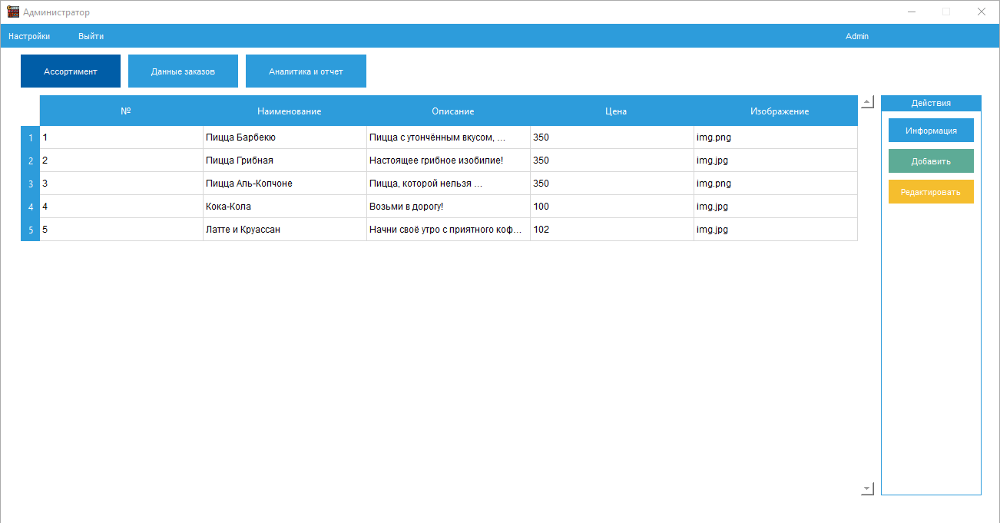 Администратор
Настройки Выйти Admin
Ассортимент Данные заказов Аналитика и отчет
№ Наименование Описание Цена Изображение Действия
1 1 Пицца Барбекю Пицца с утончённым вкусом, ... 350 img.png Информация
2 2 Пицца Грибная Настоящее грибное изобилие! 350 img.jpg Добавить
3 3 Пицца Аль-Копчоне Пицца, которой нельзя ... 350 img.png Редактировать
4 4 Кока-Кола Возьми в дорогу! 100 img.jpg
5 5 Латте и Круассан Начни своё утро с приятного коф... 102 img.jpg